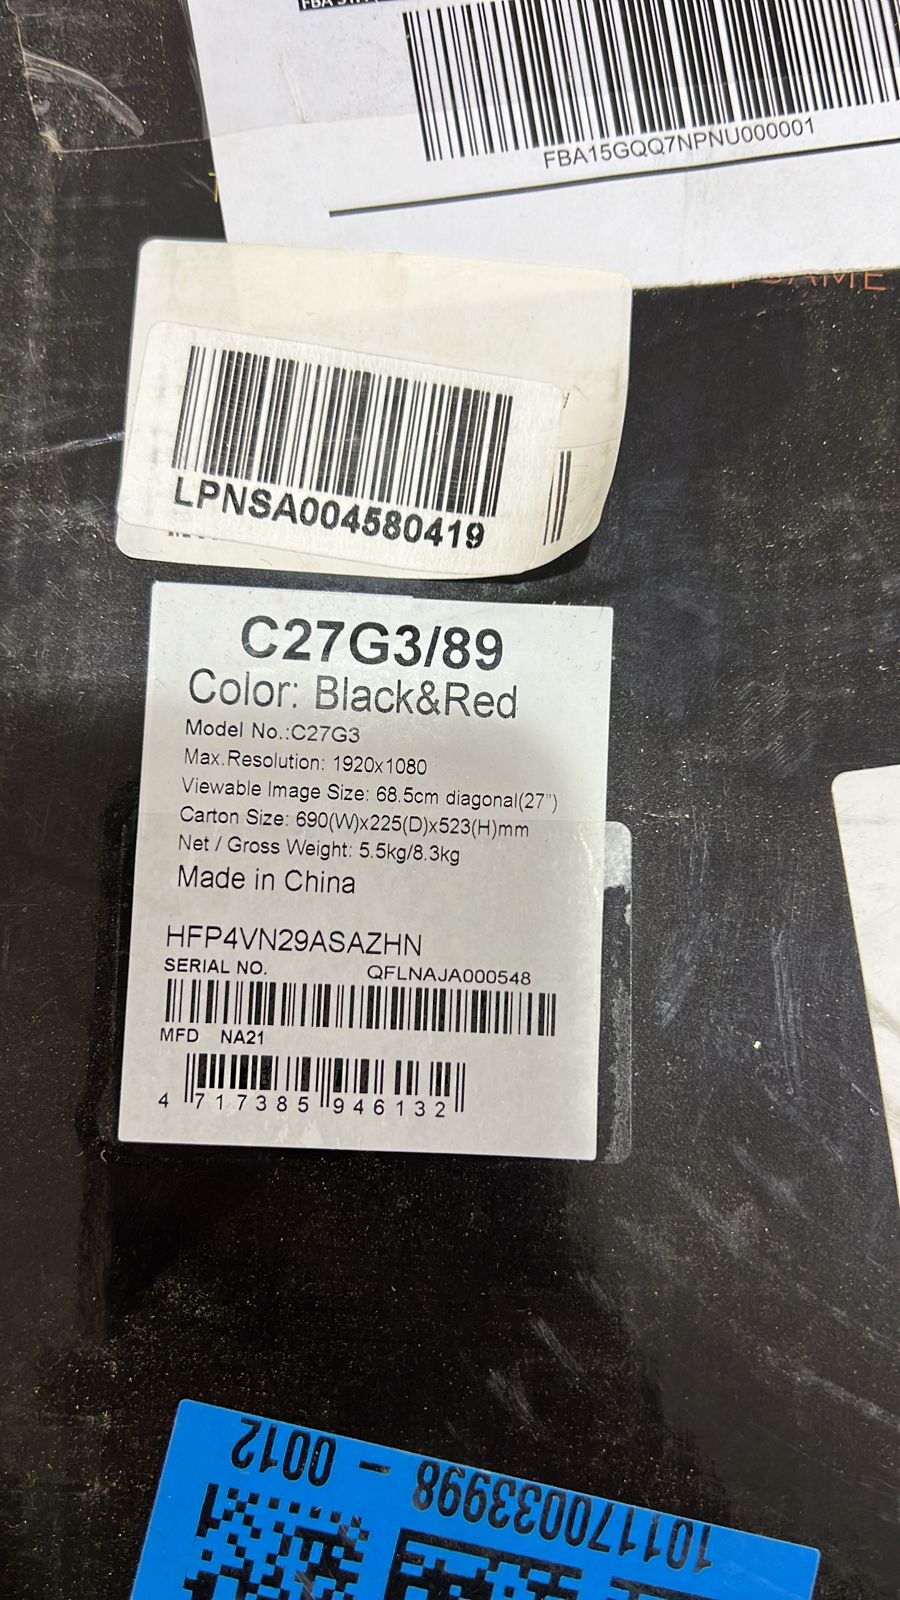 FBA15GQQ7NPNU000001
LPNSA004580419
C27G3/89
Color: Black&Red
Model No.:C27G3
Max.Resolution: 1920x1080
Viewable Image Size: 68.5cm diagonal(27")
Carton Size: 690(W)x225(D)x523(H)mm
Net / Gross Weight: 5.5kg/8.3kg
Made in China
HFP4VN29ASAZHN
SERIAL NO. QFLNAJA000548
MFD NA21
4 717385 946132
101170033998 - 0012